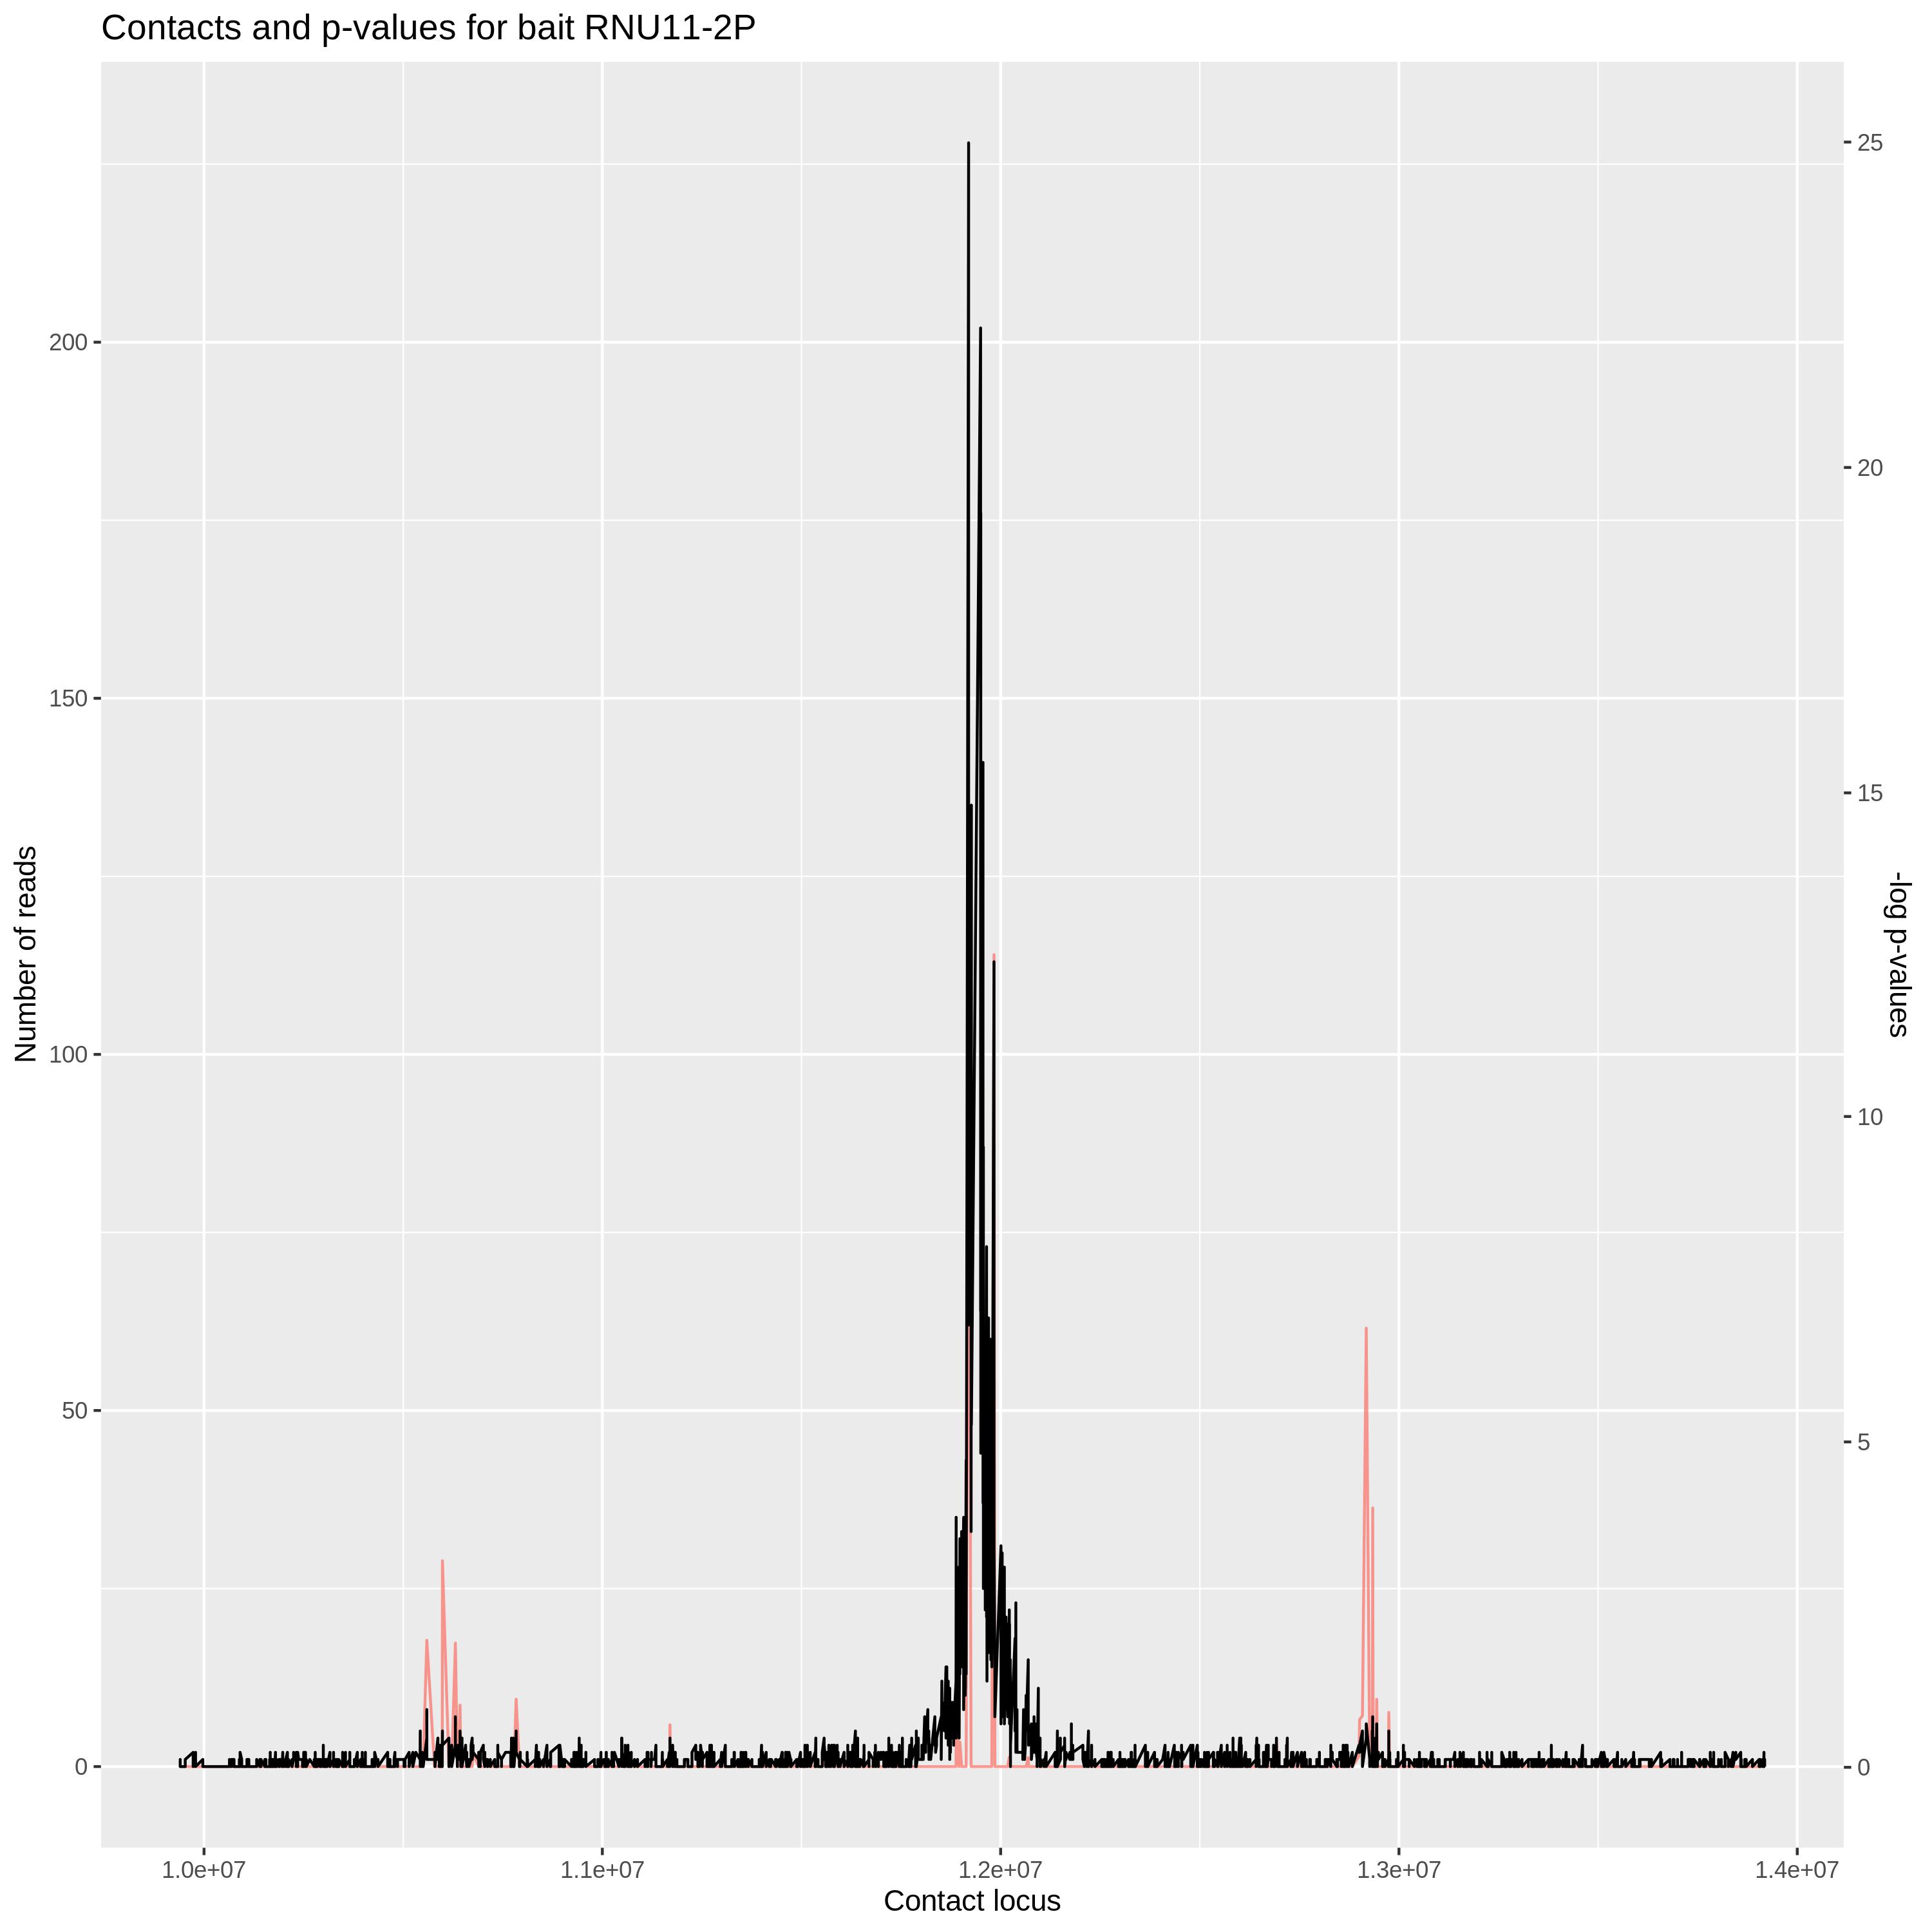 Contacts and p-values for bait RNU11-2P
Number of reads
200
150
100
50
0
25
20
15
10
5
0
-log p-values
1.0e+07
1.1e+07
1.2e+07
1.3e+07
1.4e+07
Contact locus